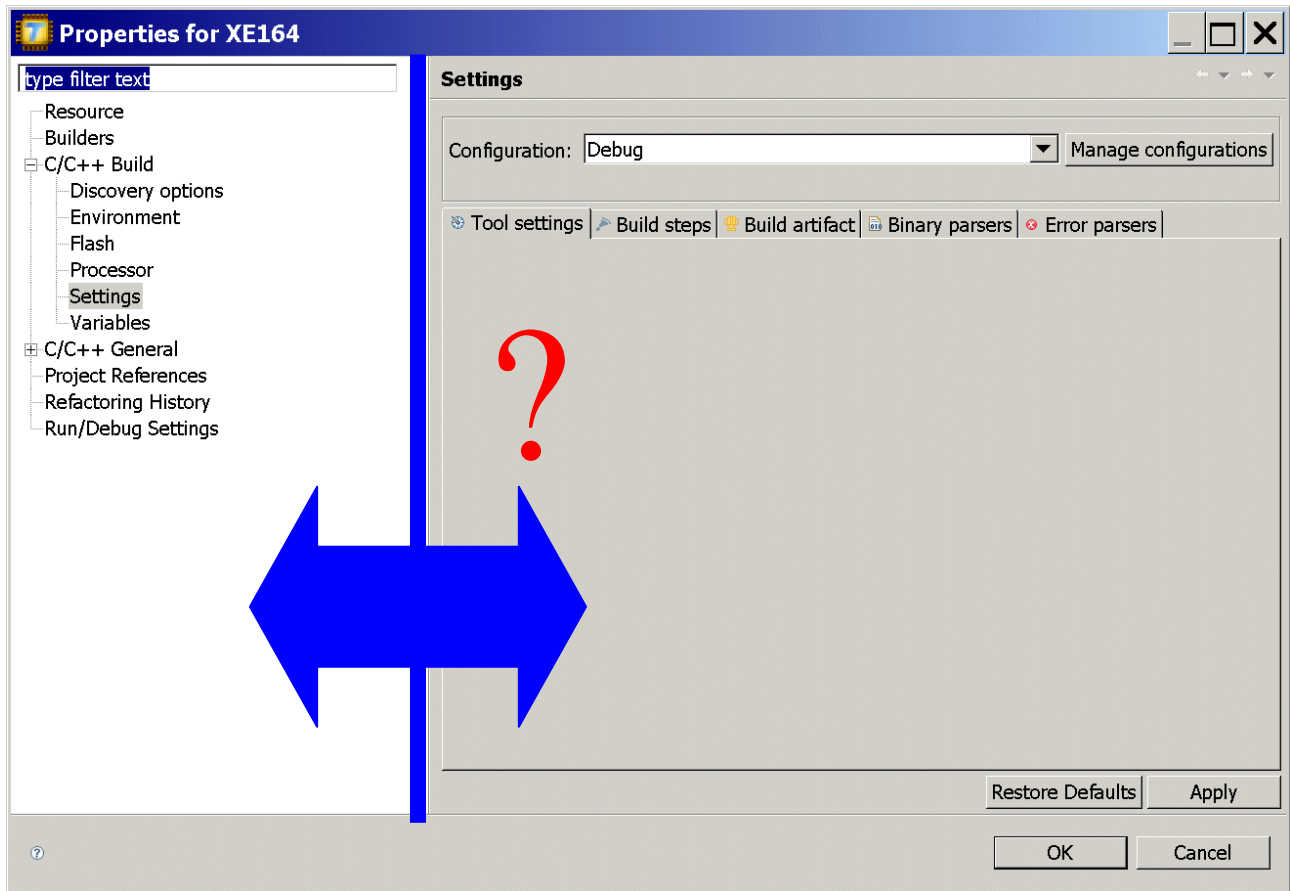 Properties for XE164
type filter text
Resource
Builders
C/C++ Build
Discovery options
Environment
Flash
Processor
Settings
Variables
C/C++ General
Project References
Refactoring History
Run/Debug Settings
Settings
Configuration: Debug Manage configurations
Tool settings Build steps Build artifact Binary parsers Error parsers
?
Restore Defaults Apply
OK Cancel